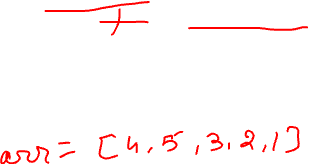 arr = [4, 5, 3, 2, 1]